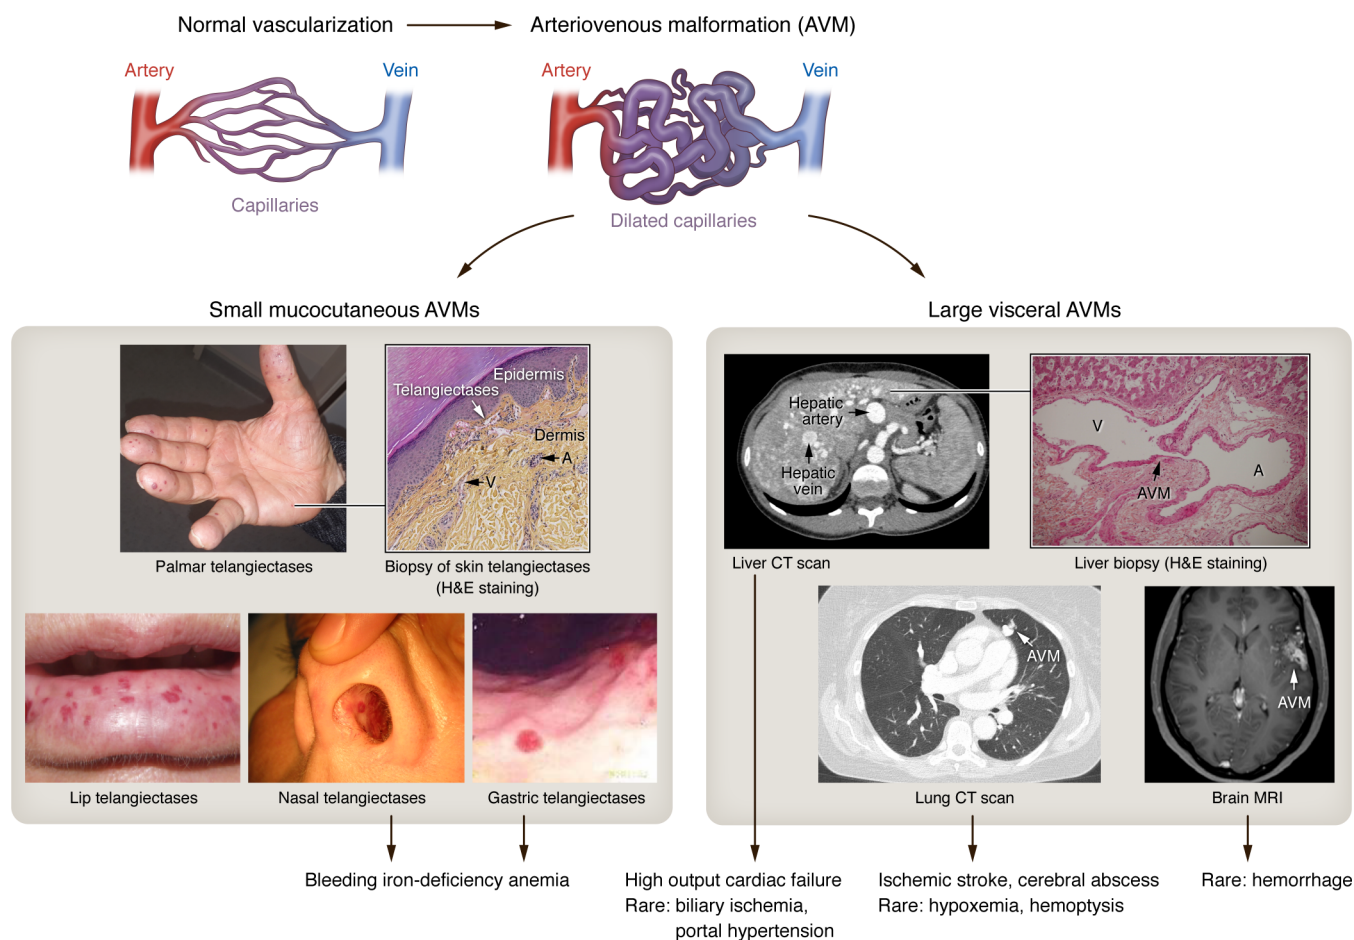 Normal vascularization
Arteriovenous malformation (AVM)
Artery
Vein
Artery
Vein
Capillaries
Dilated capillaries
Small mucocutaneous AVMs
Large visceral AVMs
Epidermis
Telangiectases
Dermis
A
V
Hepatic
artery
Hepatic
vein
V
A
AVM
Palmar telangiectases
Biopsy of skin telangiectases
(H&E staining)
Liver CT scan
Liver biopsy (H&E staining)
AVM
AVM
Lip telangiectases
Nasal telangiectases
Gastric telangiectases
Lung CT scan
Brain MRI
Bleeding iron-deficiency anemia
High output cardiac failure
Rare: biliary ischemia,
portal hypertension
Ischemic stroke, cerebral abscess
Rare: hypoxemia, hemoptysis
Rare: hemorrhage